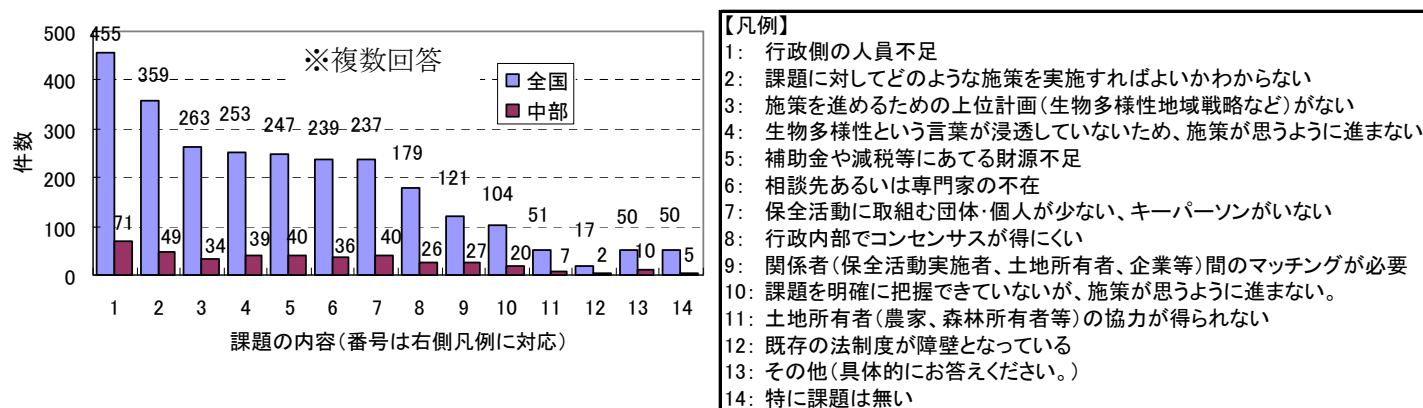 ※複数回答
件数
500
400
300
200
100
0
全国
中部
455
359
263
253
247
239
237
179
121
104
51
17
50
50
71
49
34
39
40
36
40
26
27
20
7
2
10
5
1 2 3 4 5 6 7 8 9 10 11 12 13 14
課題の内容(番号は右側凡例に対応)
【凡例】
1: 行政側の人員不足
2: 課題に対してどのような施策を実施すればよいかわからない
3: 施策を進めるための上位計画(生物多様性地域戦略など)がない
4: 生物多様性という言葉が浸透していないため、施策が思うように進まない
5: 補助金や減税等にあてる財源不足
6: 相談先あるいは専門家の不在
7: 保全活動に取組む団体・個人が少ない、キーパーソンがいない
8: 行政内部でコンセンサスが得にくい
9: 関係者(保全活動実施者、土地所有者、企業等)間のマッチングが必要
10: 課題を明確に把握できていないが、施策が思うように進まない。
11: 土地所有者(農家、森林所有者等)の協力が得られない
12: 既存の法制度が障壁となっている
13: その他(具体的にお答えください。)
14: 特に課題は無い